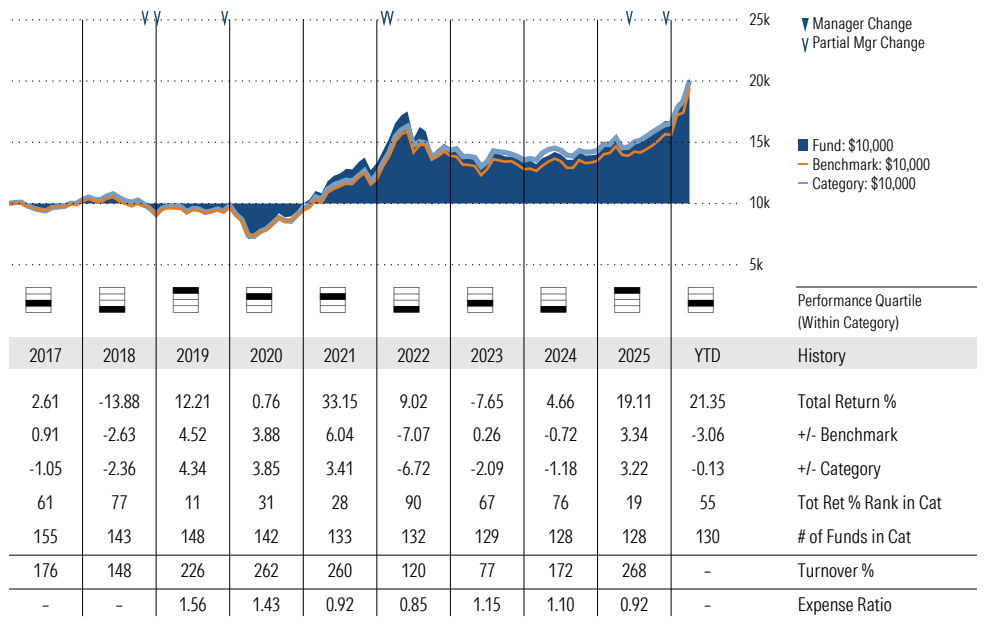 25k
20k
15k
10k
5k
Manager Change
Partial Mgr Change
Fund: $10,000
Benchmark: $10,000
Category: $10,000
Performance Quartile
(Within Category)
2017 2018 2019 2020 2021 2022 2023 2024 2025 YTD History
2.61 -13.88 12.21 0.76 33.15 9.02 -7.65 4.66 19.11 21.35 Total Return %
0.91 -2.63 4.52 3.88 6.04 -7.07 0.26 -0.72 3.34 -3.06 +/- Benchmark
-1.05 -2.36 4.34 3.85 3.41 -6.72 -2.09 -1.18 3.22 -0.13 +/- Category
61 77 11 31 28 90 67 76 19 55 Tot Ret % Rank in Cat
155 143 148 142 133 132 129 128 128 130 # of Funds in Cat
176 148 226 262 260 120 77 172 268 – Turnover %
– – 1.56 1.43 0.92 0.85 1.15 1.10 0.92 – Expense Ratio